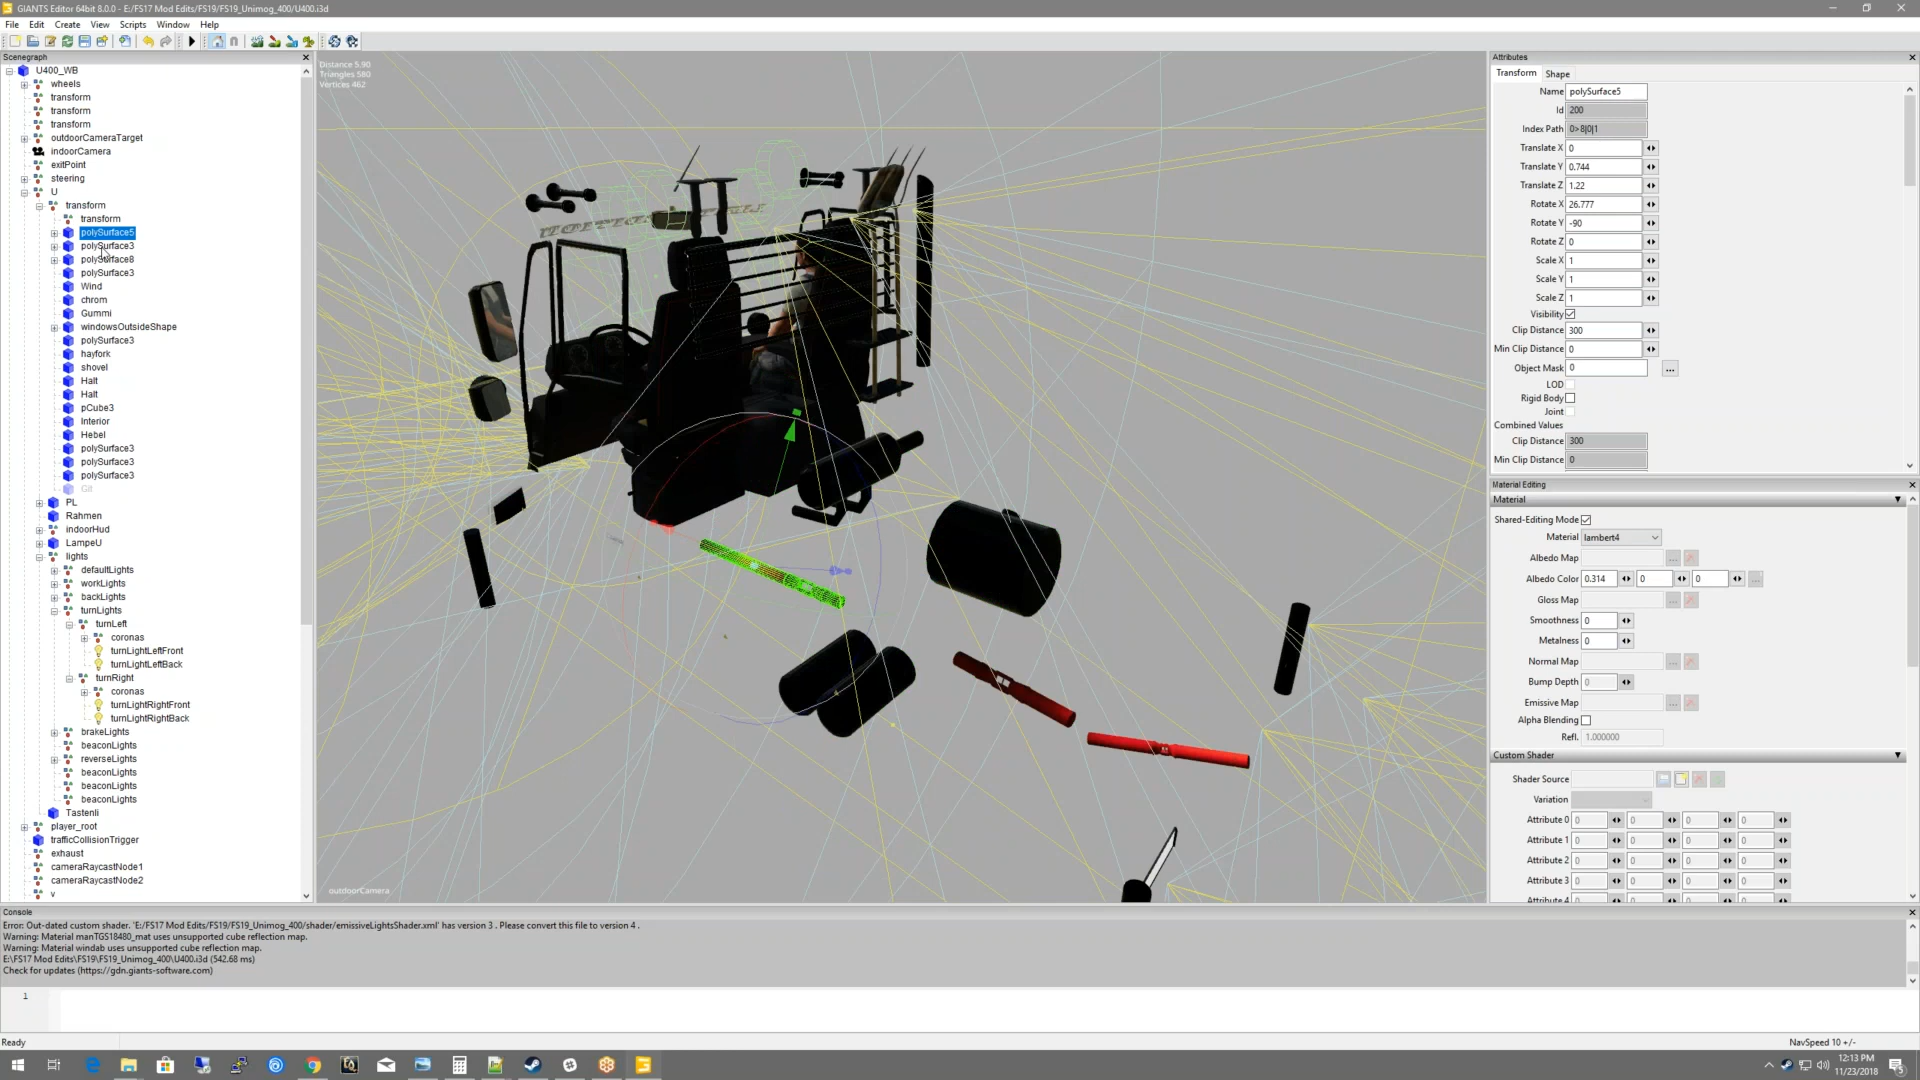 GIANTS Editor 64bit 8.0.0 - E:/FS17 Mod Edits/FS19/FS19_Unimog_400/U400.i3d
File Edit Create View Scripts Window Help
Scenegraph
U400_WB
wheels
transform
transform
transform
outdoorCameraTarget
indoorCamera
exitPoint
steering
U
transform
transform
polySurface5
polySurface3
polySurface8
polySurface3
Wind
chrom
Gummi
windowsOutsideShape
polySurface3
hayfork
shovel
Halt
Halt
pCube3
Interior
Hebel
polySurface3
polySurface3
polySurface3
PL
Rahmen
indoorHud
LampeU
lights
defaultLights
workLights
backLights
turnLights
turnLeft
coronas
turnLightLeftFront
turnLightLeftBack
turnRight
coronas
turnLightRightFront
turnLightRightBack
brakeLights
beaconLights
reverseLights
beaconLights
beaconLights
beaconLights
Tastenli
player_root
trafficCollisionTrigger
exhaust
cameraRaycastNode1
cameraRaycastNode2
v
Distance 5.90
Triangles 580
Vertices 462
outdoorCamera
Attributes
Transform Shape
Name polySurface5
Id 200
Index Path 0>8|0|1
Translate X 0
Translate Y 0.744
Translate Z 1.22
Rotate X 26.777
Rotate Y -90
Rotate Z 0
Scale X 1
Scale Y 1
Scale Z 1
Visibility
Clip Distance 300
Min Clip Distance 0
Object Mask 0 ...
LOD
Rigid Body
Joint
Combined Values
Clip Distance 300
Min Clip Distance 0
Material Editing
Material
Shared-Editing Mode
Material lambert4
Albedo Map ...
Albedo Color 0.314 0 0 ...
Gloss Map ...
Smoothness 0
Metalness 0
Normal Map ...
Bump Depth 0
Emissive Map ...
Alpha Blending
Refl. 1.000000
Custom Shader
Shader Source
Variation
Attribute 0 0 0 0 0
Attribute 1 0 0 0 0
Attribute 2 0 0 0 0
Attribute 3 0 0 0 0
Attribute 4 0 0 0 0
Console
Error: Out-dated custom shader. 'E:/FS17 Mod Edits/FS19/FS19_Unimog_400/shader/emissiveLightsShader.xml' has version 3 . Please convert this file to version 4 .
Warning: Material manTGS18480_mat uses unsupported cube reflection map.
Warning: Material windab uses unsupported cube reflection map.
E:\FS17 Mod Edits\FS19\FS19_Unimog_400\U400.i3d (542.68 ms)
Check for updates (https://gdn.giants-software.com)
1
Ready
NavSpeed 10 +/-
12:13 PM
11/23/2018